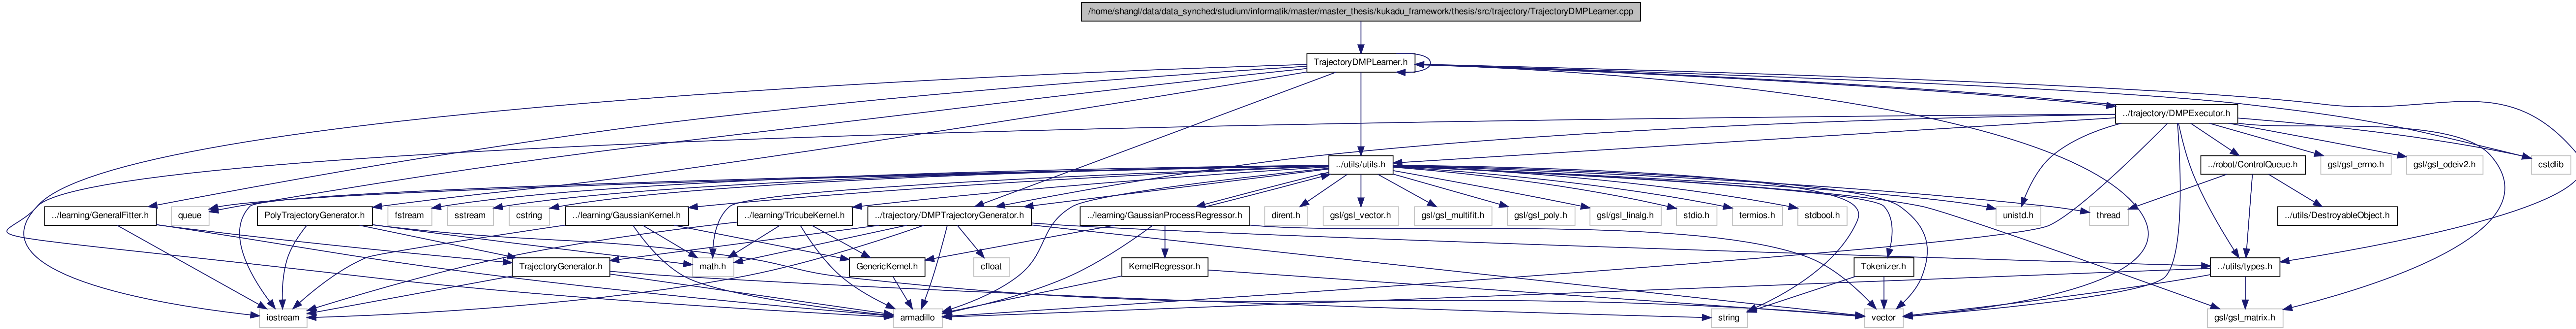 /home/shangl/data/data_synched/studium/informatik/master/master_thesis/kukadu_framework/thesis/src/trajectory/TrajectoryDMPLearner.cpp
TrajectoryDMPLearner.h
../trajectory/DMPExecutor.h
../utils/utils.h
../robot/ControlQueue.h
gsl/gsl_errno.h
gsl/gsl_odeiv2.h
cstdlib
../learning/GeneralFitter.h
queue
PolyTrajectoryGenerator.h
fstream
sstream
cstring
../learning/GaussianKernel.h
../learning/TricubeKernel.h
../trajectory/DMPTrajectoryGenerator.h
../learning/GaussianProcessRegressor.h
dirent.h
gsl/gsl_vector.h
gsl/gsl_multifit.h
gsl/gsl_poly.h
gsl/gsl_linalg.h
stdio.h
termios.h
stdbool.h
unistd.h
thread
../utils/DestroyableObject.h
TrajectoryGenerator.h
math.h
GenericKernel.h
cfloat
KernelRegressor.h
Tokenizer.h
../utils/types.h
iostream
armadillo
string
vector
gsl/gsl_matrix.h